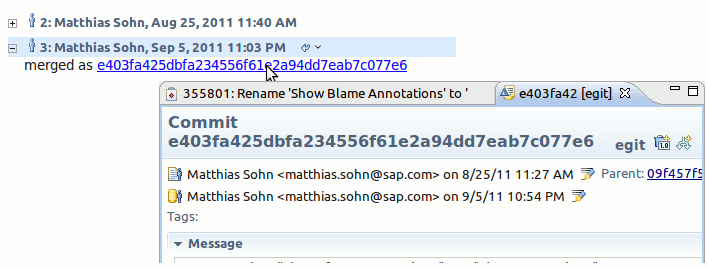 2: Matthias Sohn, Aug 25, 2011 11:40 AM
3: Matthias Sohn, Sep 5, 2011 11:03 PM
merged as e403fa425dbfa234556f61e2a94dd7eab7c077e6
355801: Rename 'Show Blame Annotations' to ' e403fa42 [egit]
Commit
e403fa425dbfa234556f61e2a94dd7eab7c077e6 egit
Matthias Sohn <matthias.sohn@sap.com> on 8/25/11 11:27 AM Parent: 09f457f5
Matthias Sohn <matthias.sohn@sap.com> on 9/5/11 10:54 PM
Tags:
Message